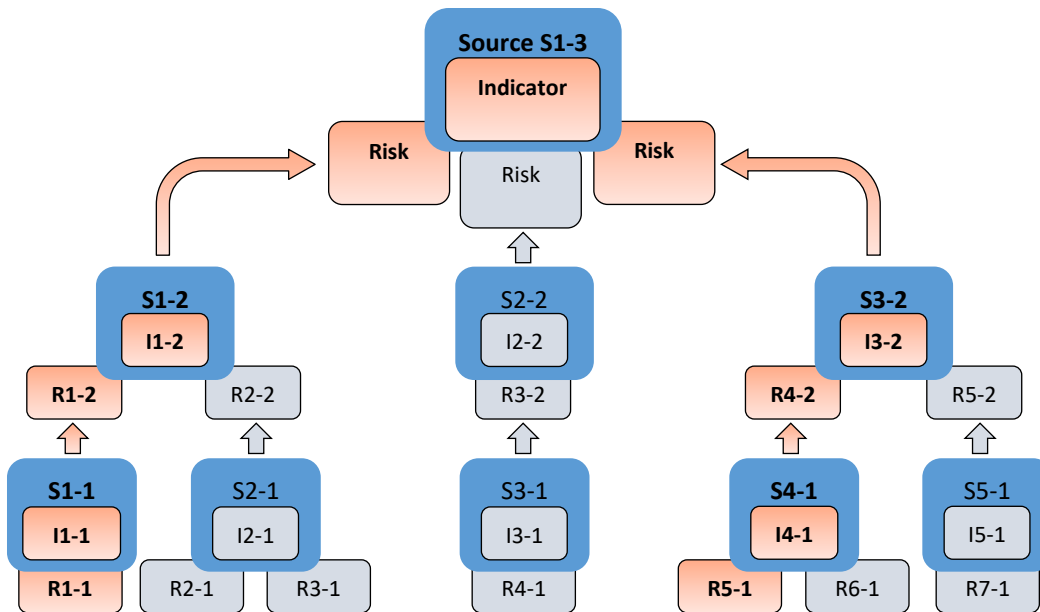 Source S1-3
Indicator
Risk
Risk
Risk
S1-2
S2-2
S3-2
I1-2
I2-2
I3-2
R1-2
R2-2
R3-2
R4-2
R5-2
S1-1
S2-1
S3-1
S4-1
S5-1
I1-1
I2-1
I3-1
I4-1
I5-1
R1-1
R2-1
R3-1
R4-1
R5-1
R6-1
R7-1